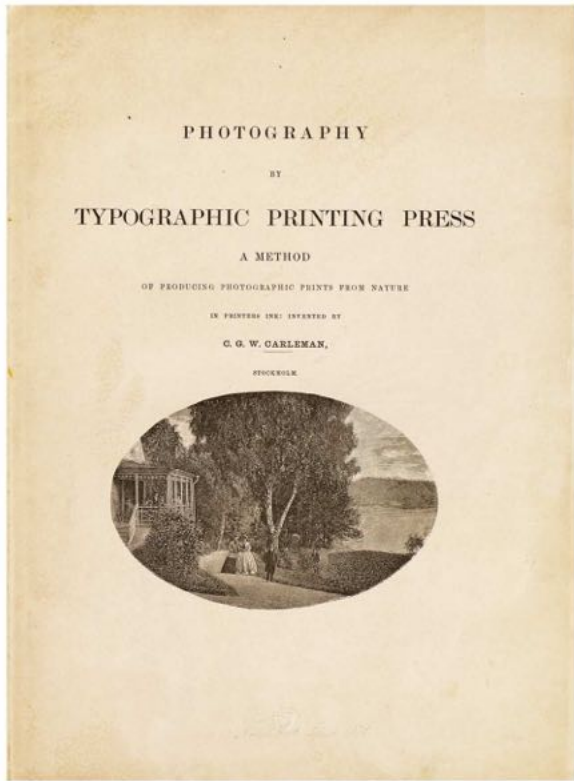 PHOTOGRAPHY
BY
TYPOGRAPHIC PRINTING PRESS
A METHOD
OF PRODUCING PHOTOGRAPHIC PRINTS FROM NATURE
IN PRINTERS INK: INVENTED BY
C. G. W. CARLEMAN,
STOCKHOLM.